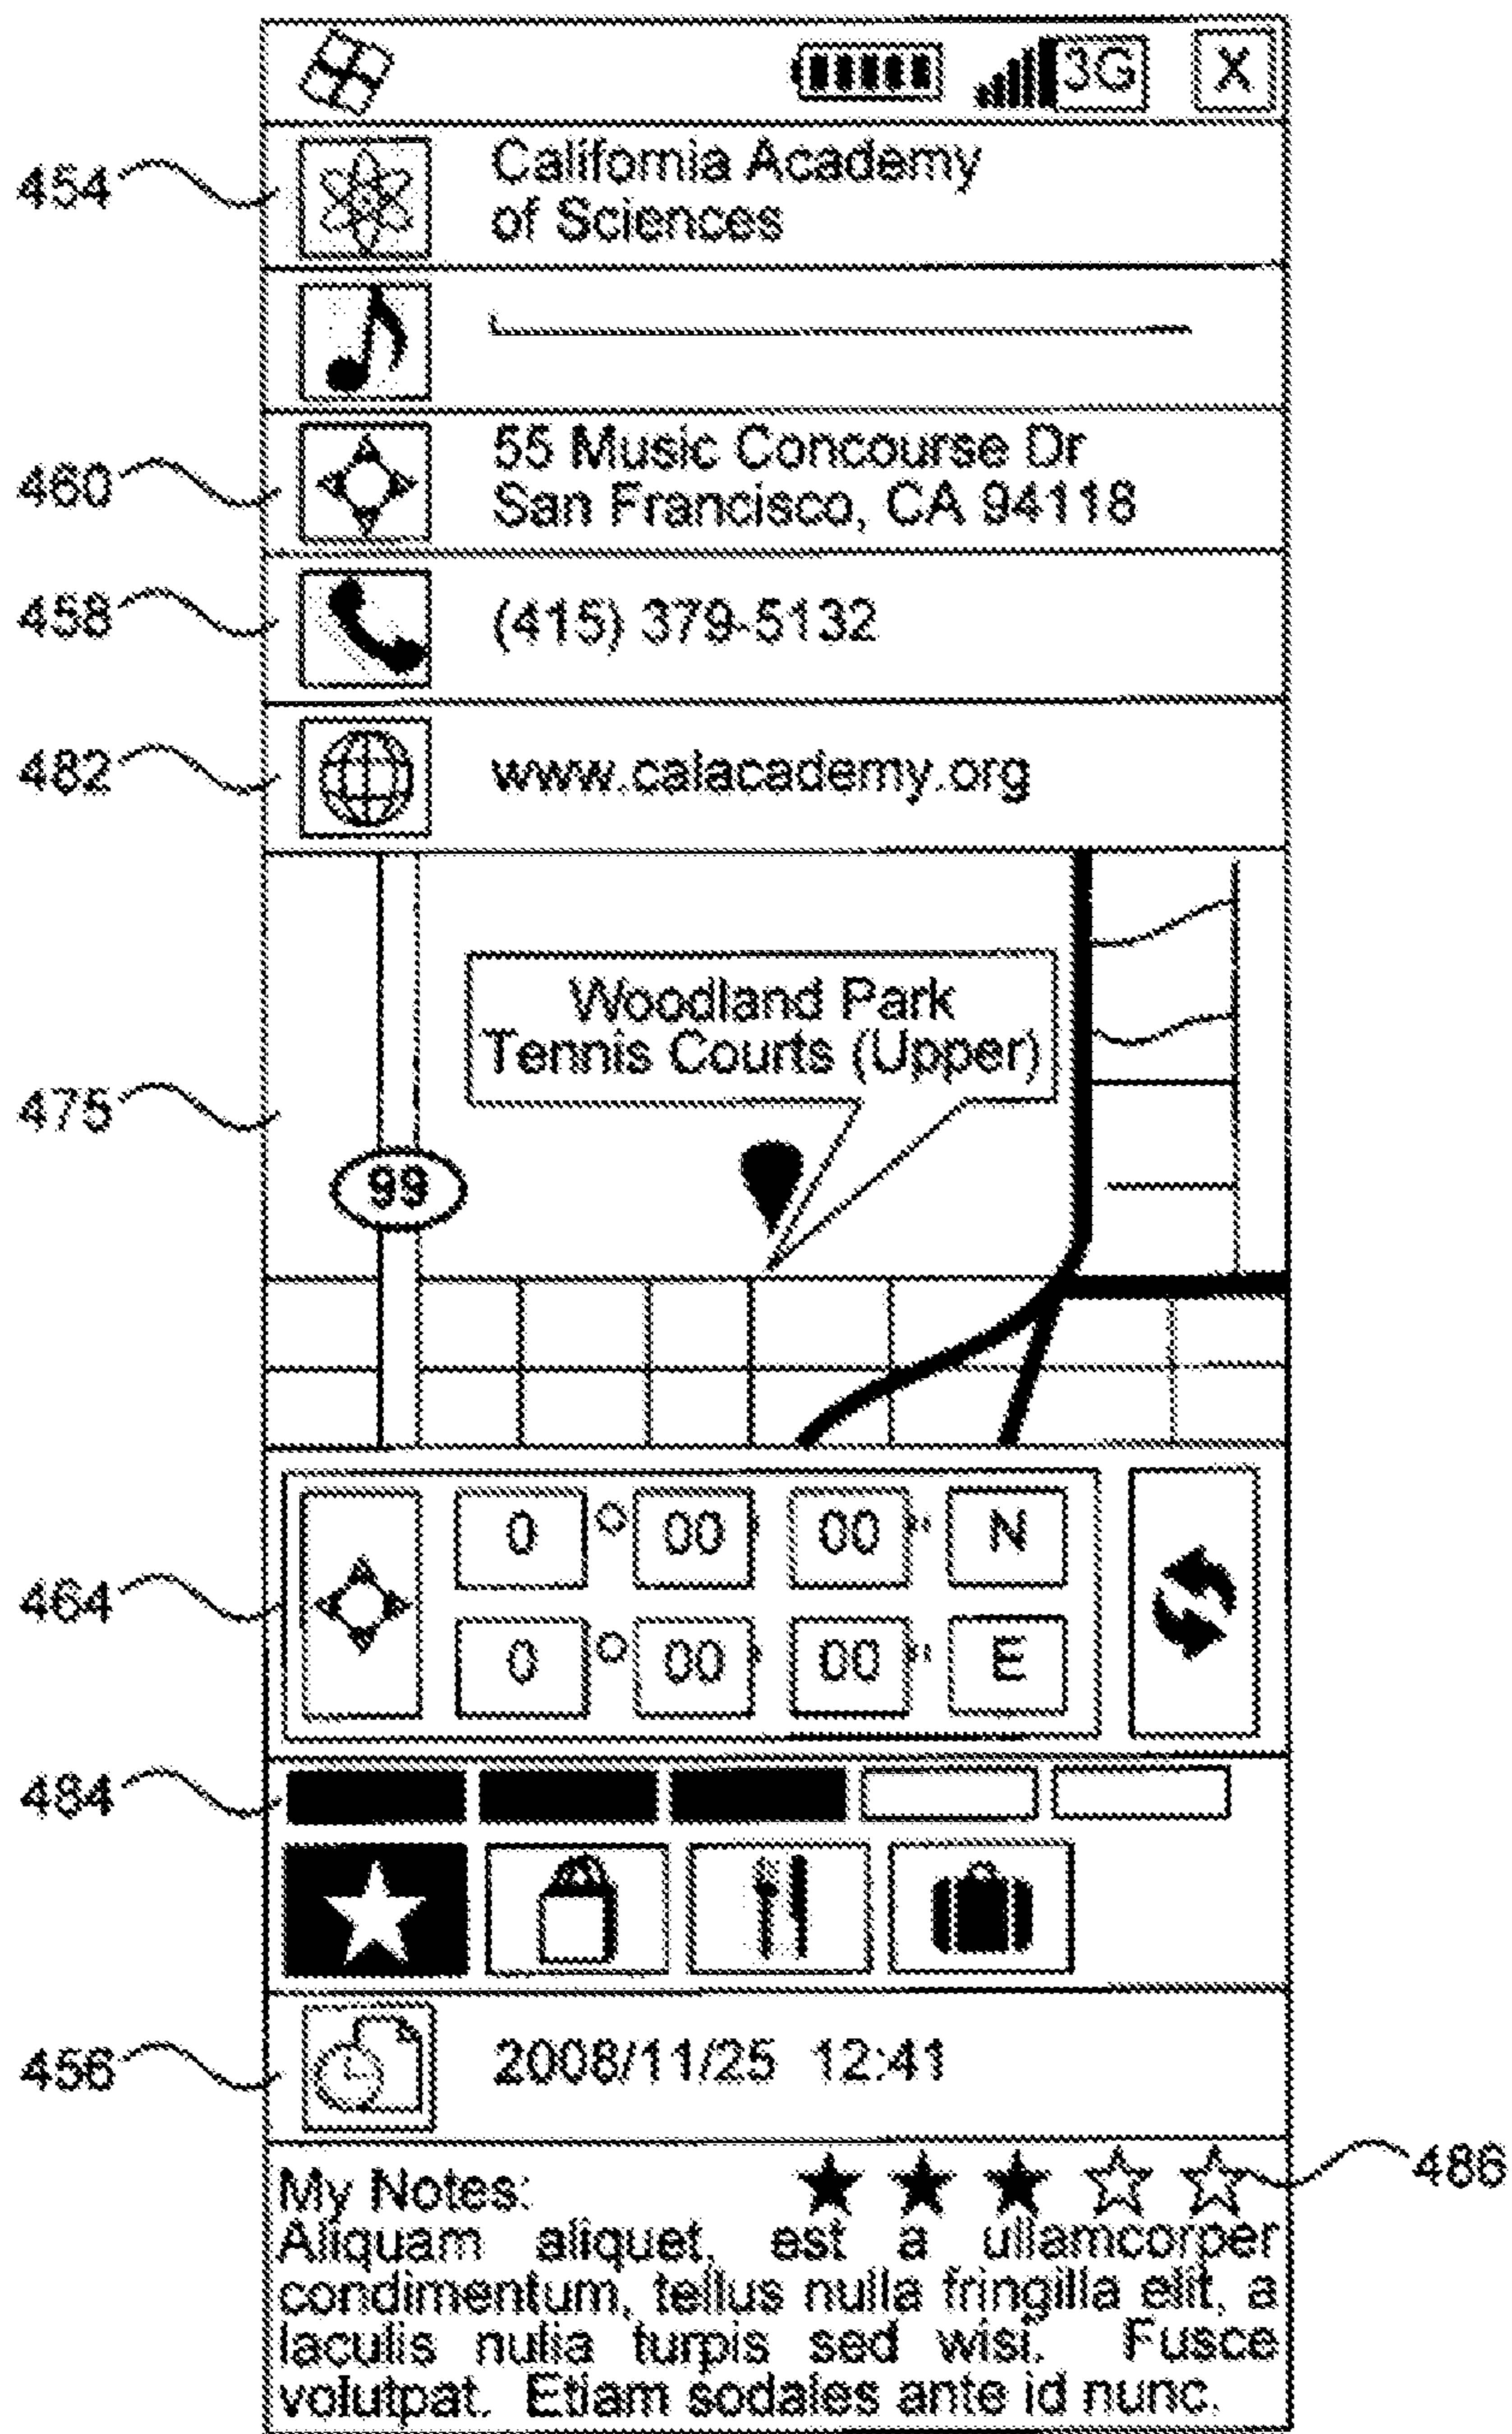 3G X
454
California Academy
of Sciences
460
55 Music Concourse Dr
San Francisco, CA 94118
458
(415) 379-5132
482
www.calacademy.org
Woodland Park
Tennis Courts (Upper)
475
99
0 ° 00 ' 00 " N
464
0 ° 00 ' 00 " E
484
456
2008/11/25 12:41
My Notes:
486
Aliquam aliquet, est a ullamcorper
condimentum, tellus nulla fringilla elit, a
laculis nulla turpis sed wisi. Fusce
volutpat. Etiam sodales ante id nunc.